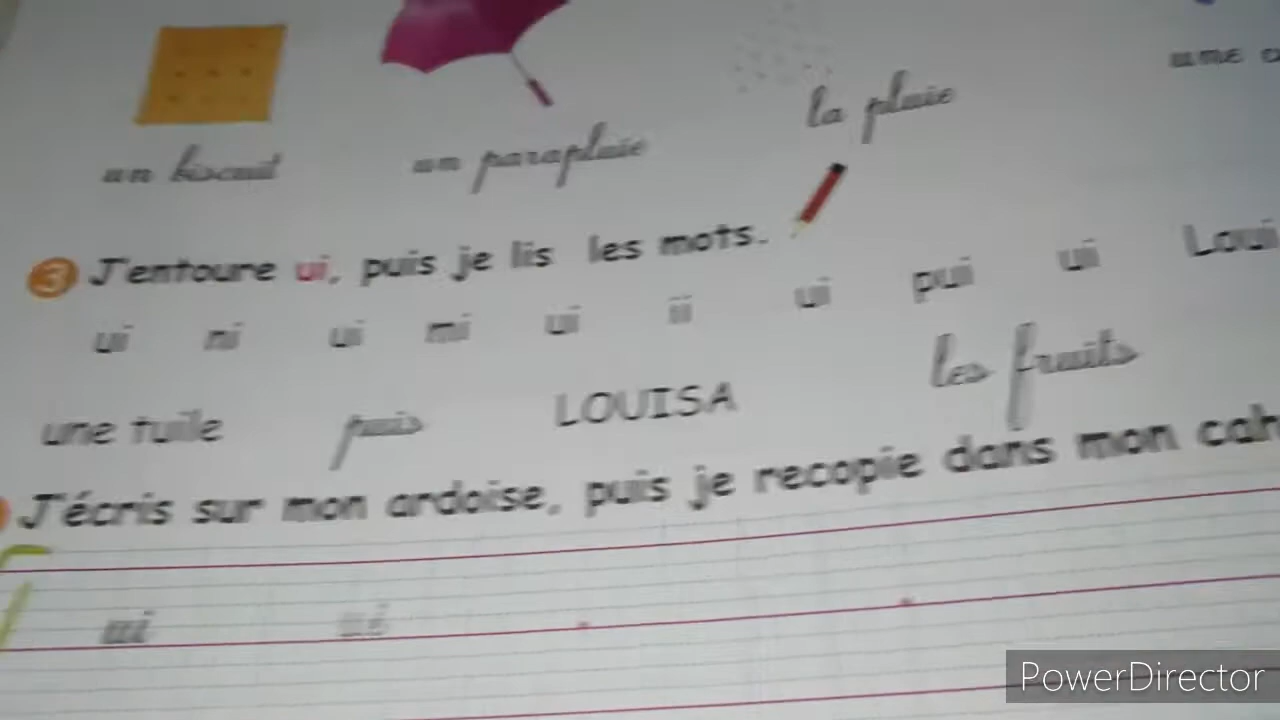 un biscuit un parapluie la pluie
J'entoure ui, puis je lis les mots.
ui ni ui mi ui ii ui pui ui
une tuile puis LOUISA les fruits
J'écris sur mon ardoise, puis je recopie dans mon
ui ui
PowerDirector